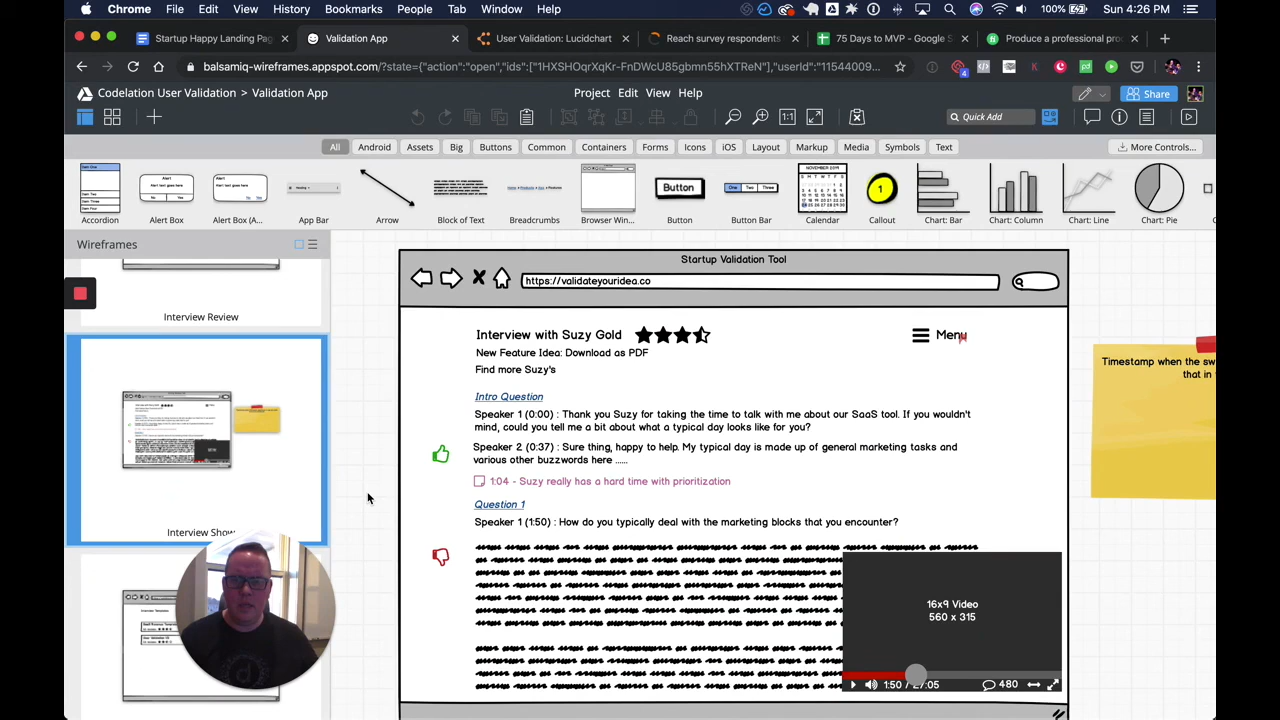 Chrome File Edit View History Bookmarks People Tab Window Help 100% Sun 4:26 PM
Startup Happy Landing Pag Validation App User Validation: Lucidchart Reach survey respondents 75 Days to MVP - Google S Produce a professional pro
balsamiq-wireframes.appspot.com/?state={"action":"open","ids":["1HXSHOqrXqKr-FnDWcU85gbmn55hXTReN"],"userId":"11544009... 4
Codelation User Validation > Validation App Project Edit View Help Share
1:1 Quick Add
All Android Assets Big Buttons Common Containers Forms Icons iOS Layout Markup Media Symbols Text More Controls...
Accordion Alert Box Alert Box (A... App Bar Arrow Block of Text Breadcrumbs Browser Win... Button Button Bar Calendar Callout Chart: Bar Chart: Column Chart: Line Chart: Pie
Wireframes
Interview Review
Interview Show
Startup Validation Tool
https://validateyouridea.co
Interview with Suzy Gold
Menu
New Feature Idea: Download as PDF
Find more Suzy's
Intro Question
Speaker 1 (0:00) : Thank you Suzy for taking the time to talk with me about our SaaS tool. If you wouldn't
mind, could you tell me a bit about what a typical day looks like for you?
Speaker 2 (0:37) : Sure thing, happy to help. My typical day is made up of general marketing tasks and
various other buzzwords here ......
1:04 - Suzy really has a hard time with prioritization
Question 1
Speaker 1 (1:50) : How do you typically deal with the marketing blocks that you encounter?
16x9 Video
560 x 315
1:50 / 27:05 480
Timestamp when the sw
that in